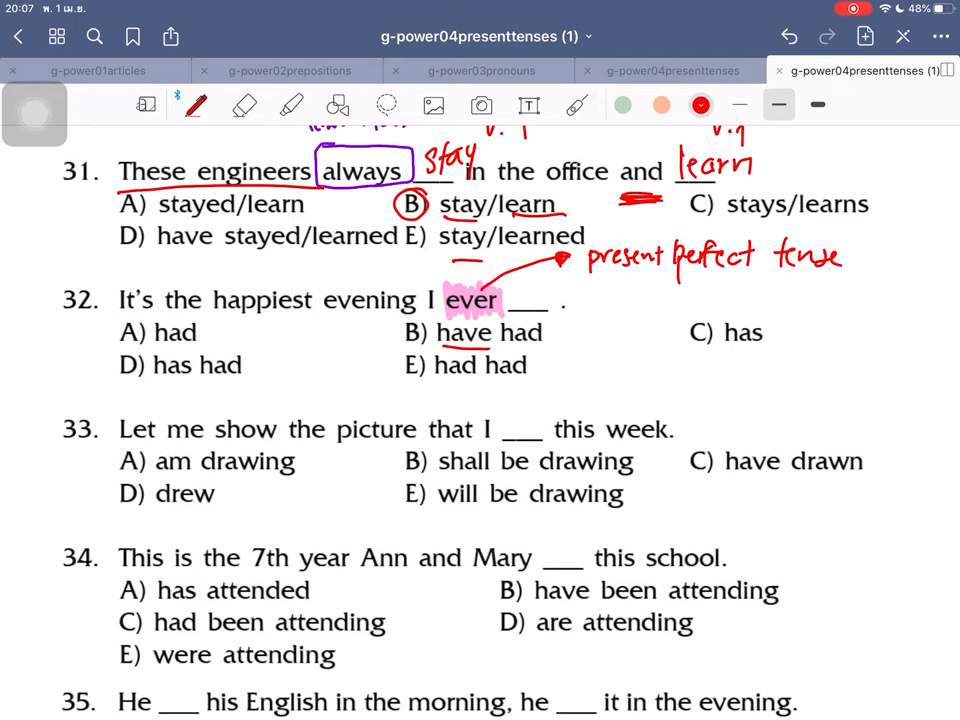 20:07 พ. 1 เม.ย. 48%
g-power04presenttenses (1)
g-power01articles g-power02prepositions g-power03pronouns g-power04presenttenses g-power04presenttenses (1)
v.1 v.1
31. These engineers always ___ stay in the office and ___ learn
A) stayed/learn B) stay/learn C) stays/learns
D) have stayed/learned E) stay/learned
present perfect tense
32. It's the happiest evening I ever ___ .
A) had B) have had C) has
D) has had E) had had
33. Let me show the picture that I ___ this week.
A) am drawing B) shall be drawing C) have drawn
D) drew E) will be drawing
34. This is the 7th year Ann and Mary ___ this school.
A) has attended B) have been attending
C) had been attending D) are attending
E) were attending
35. He ___ his English in the morning, he ___ it in the evening.